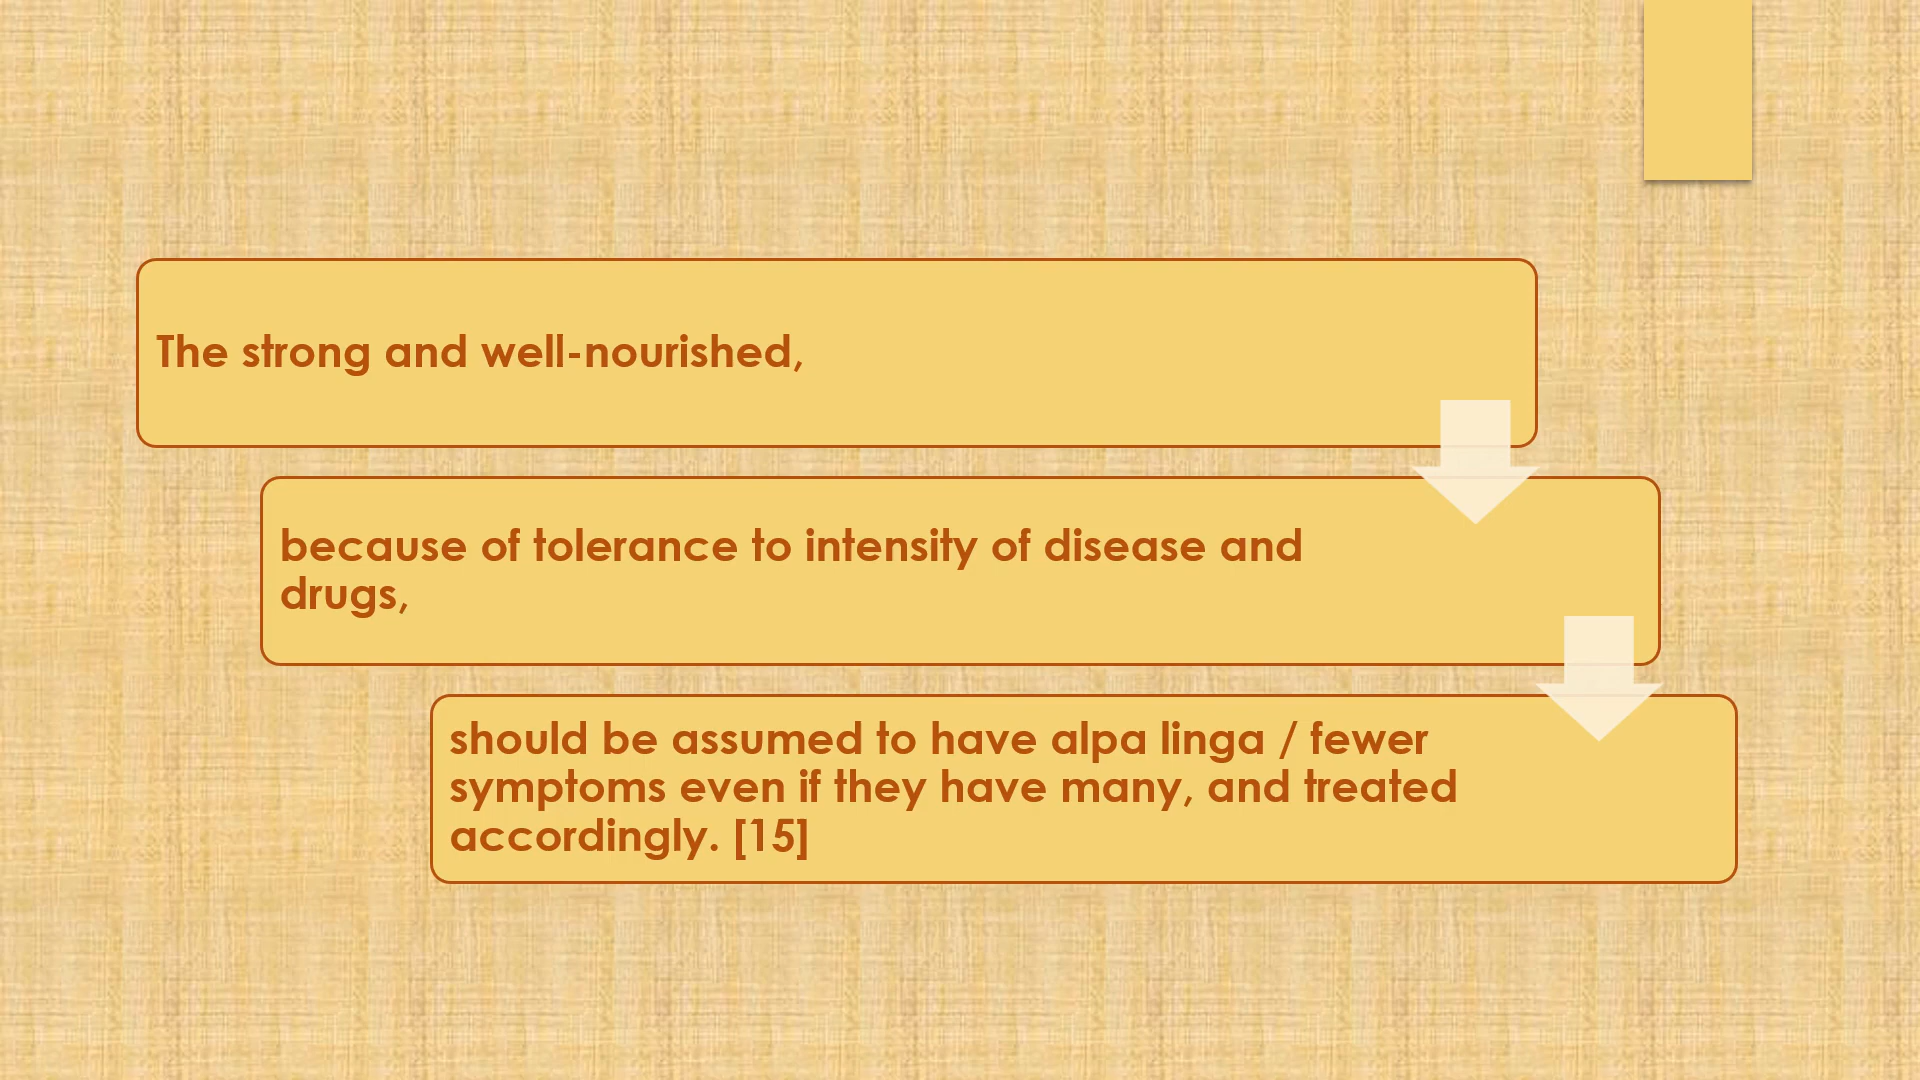 The strong and well-nourished,
because of tolerance to intensity of disease and
drugs,
should be assumed to have alpa linga / fewer
symptoms even if they have many, and treated
accordingly. [15]